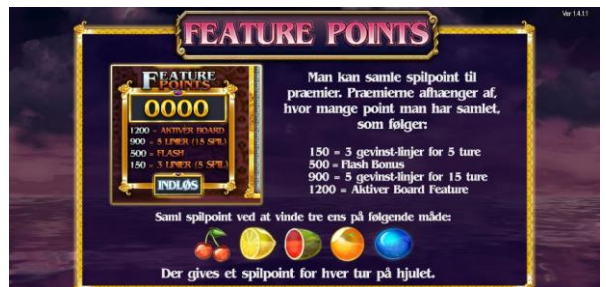 Ver 1.4.1.1
FEATURE POINTS
FEATURE
POINTS
0000
1200 = AKTIVER BOARD
900 = 5 LINIER (15 SPIL)
500 = FLASH
150 = 3 LINIER (5 SPIL)
INDLØS
Man kan samle spilpoint til
præmier. Præmierne afhænger af,
hvor mange point man har samlet,
som følger:
150 = 3 gevinst-linjer for 5 ture
500 = Flash Bonus
900 = 5 gevinst-linjer for 15 ture
1200 = Aktiver Board Feature
Saml spilpoint ved at vinde tre ens på følgende måde:
Der gives et spilpoint for hver tur på hjulet.